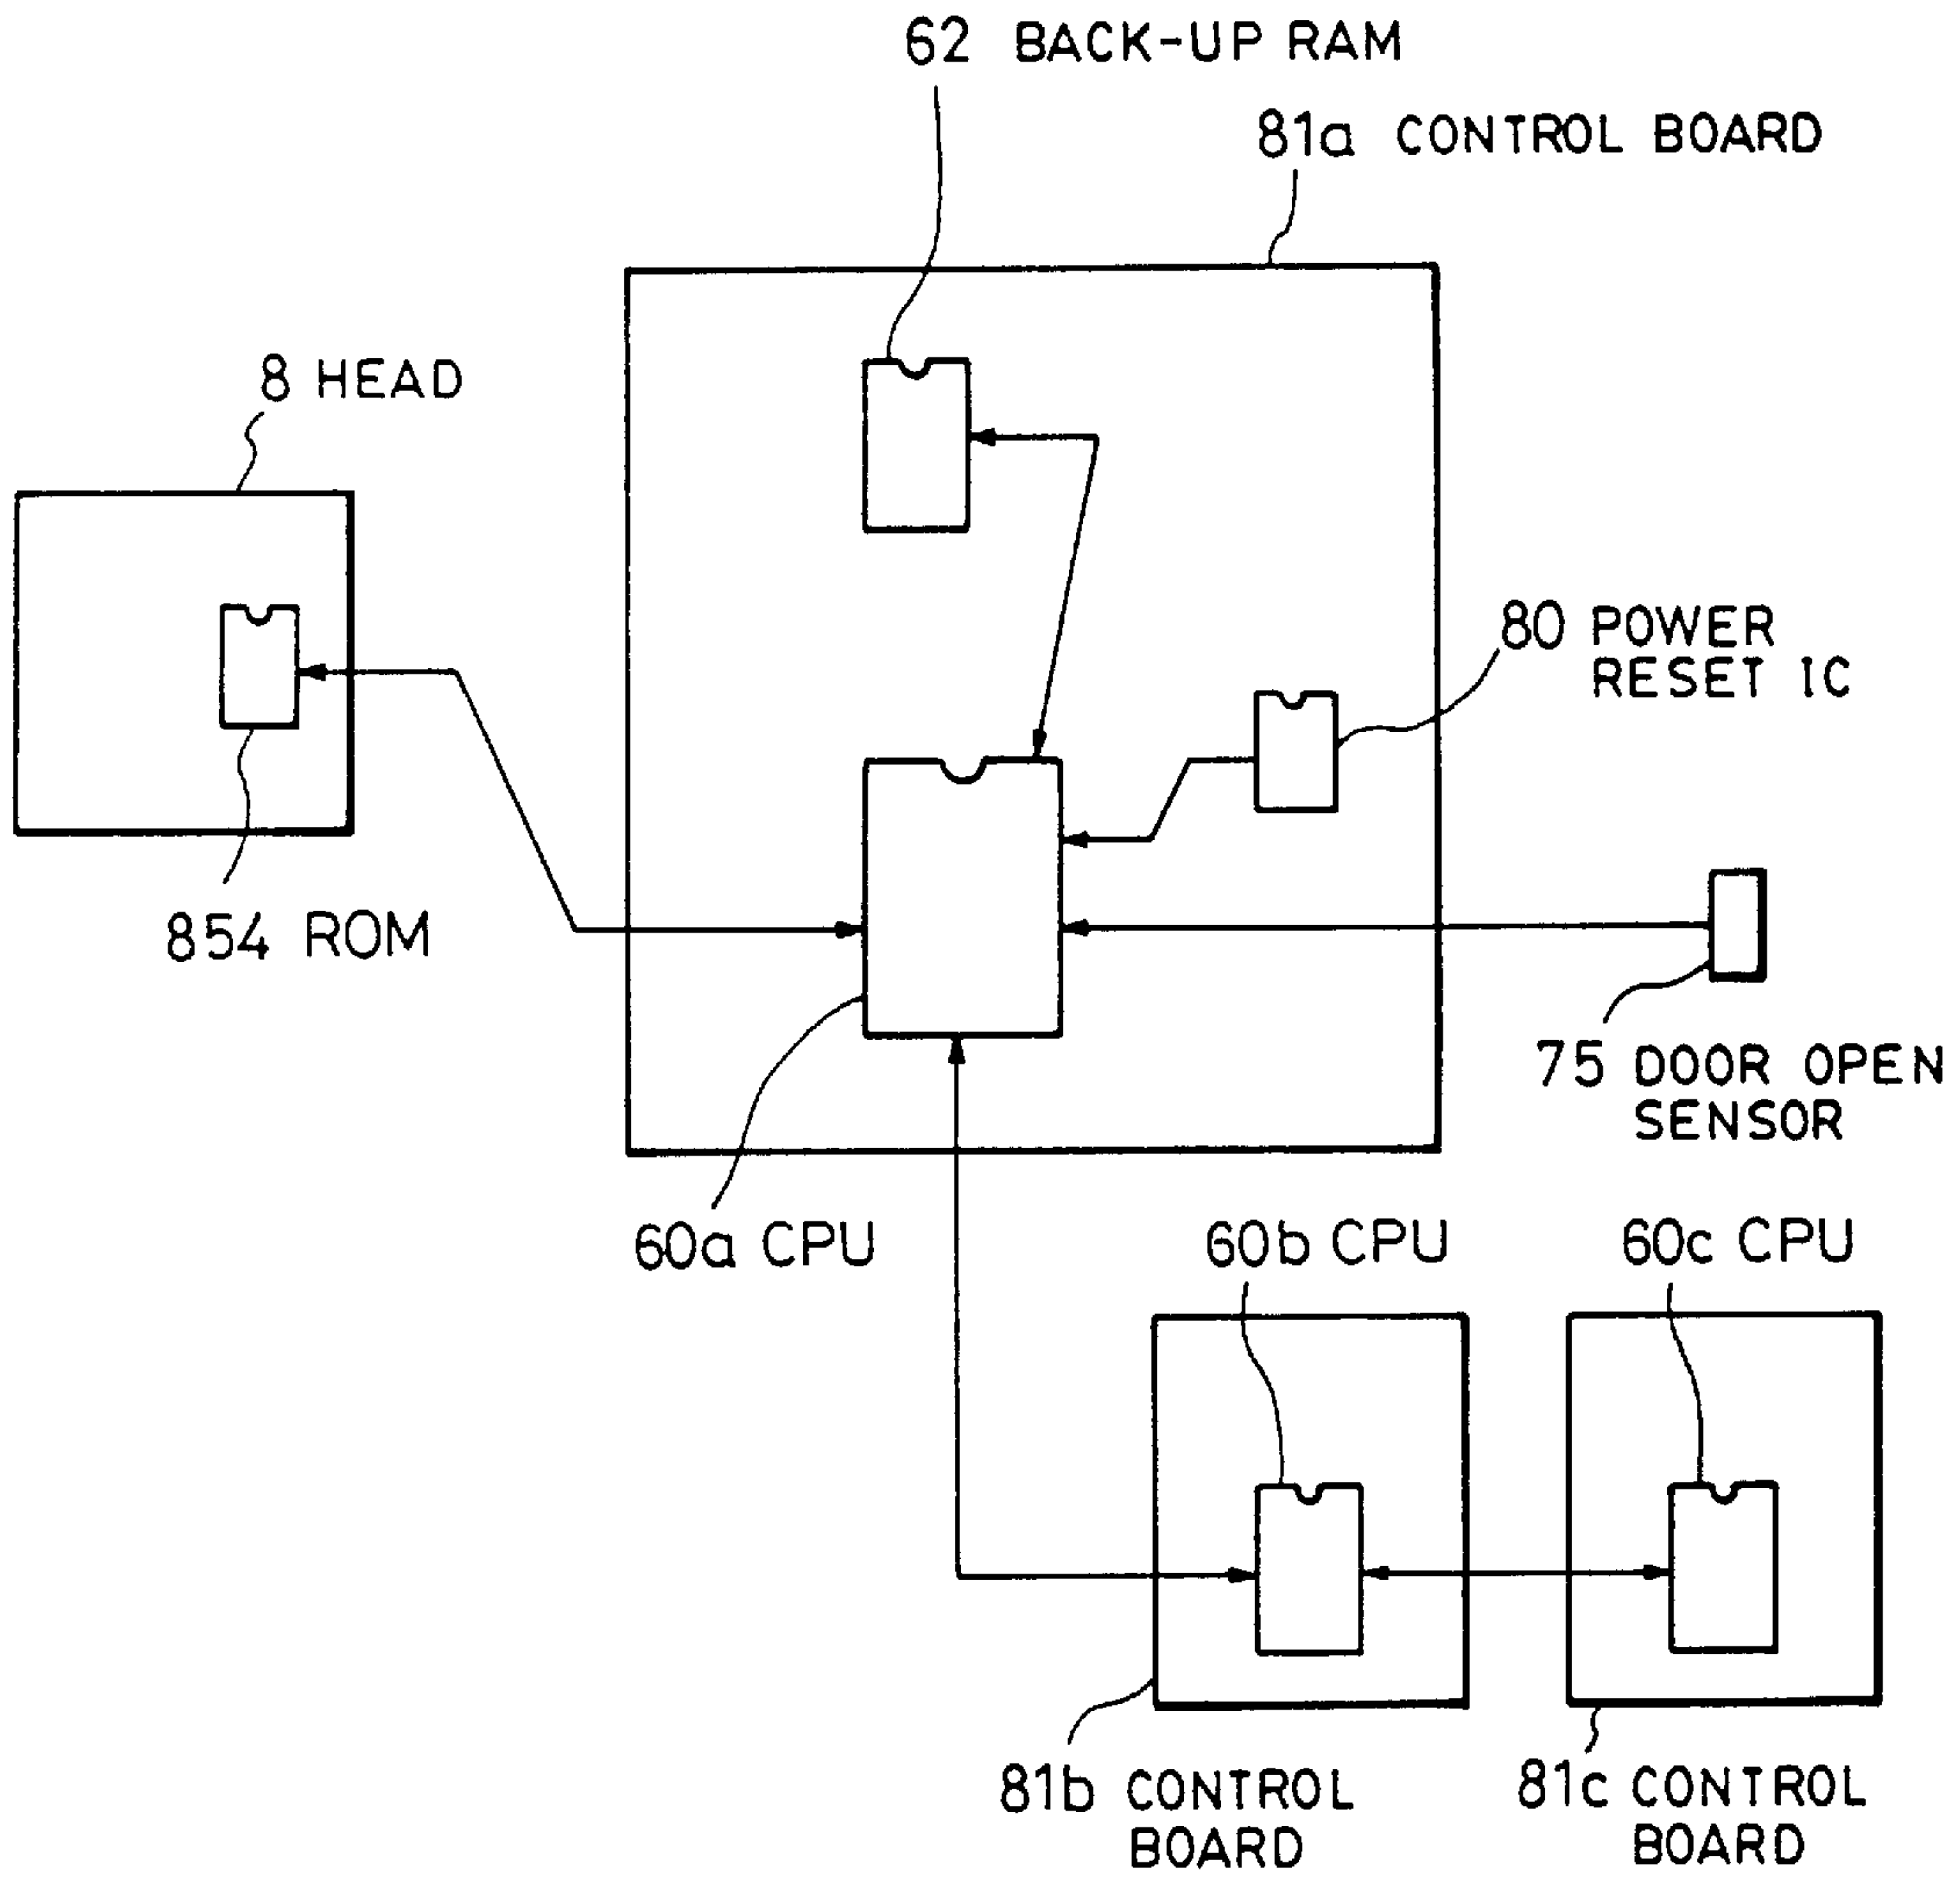 62 BACK-UP RAM
81a CONTROL BOARD
8 HEAD
80 POWER
RESET IC
854 ROM
75 DOOR OPEN
SENSOR
60a CPU
60b CPU
60c CPU
81b CONTROL
BOARD
81c CONTROL
BOARD